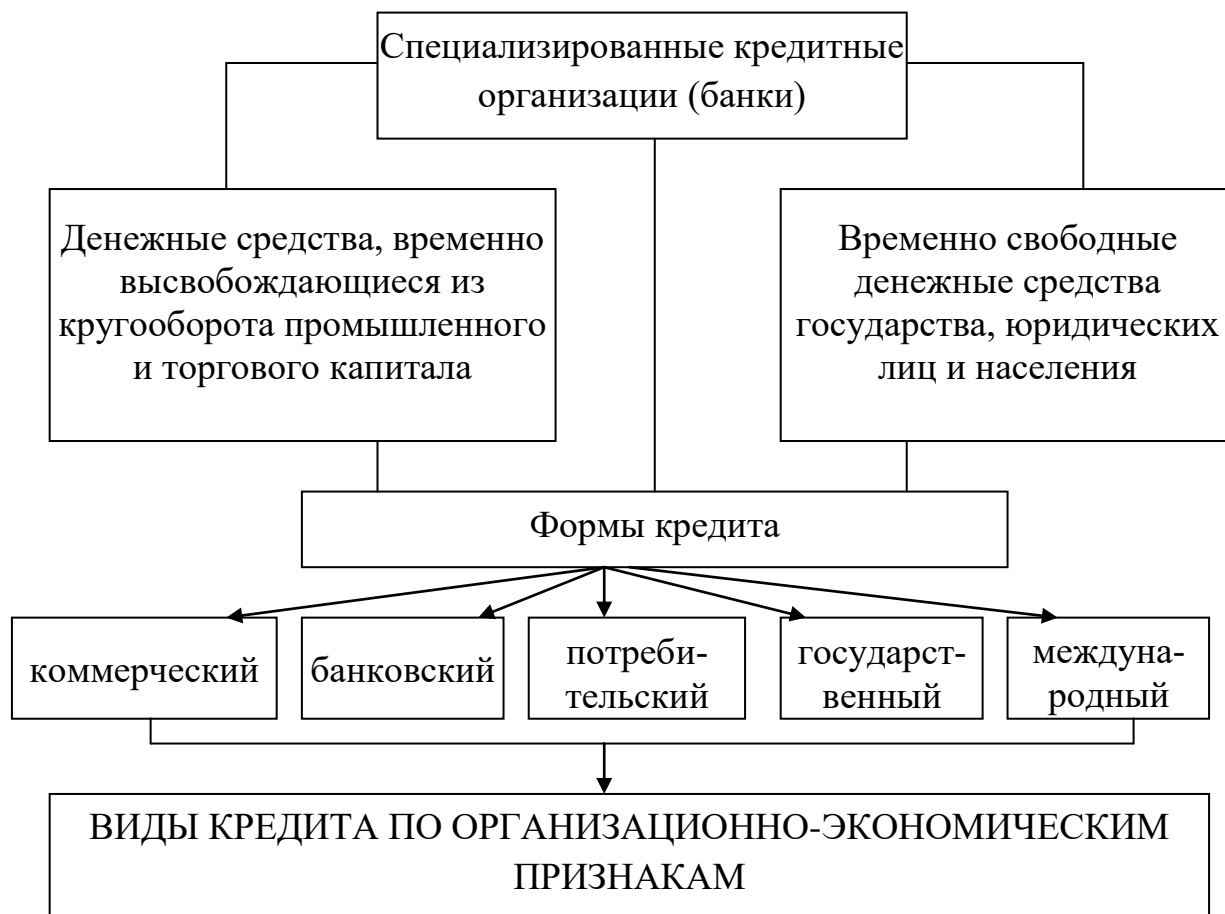 Специализированные кредитные
организации (банки)
Денежные средства, временно
высвобождающиеся из
кругооборота промышленного
и торгового капитала
Временно свободные
денежные средства
государства, юридических
лиц и населения
Формы кредита
коммерческий
банковский
потреби-
тельский
государст-
венный
междуна-
родный
ВИДЫ КРЕДИТА ПО ОРГАНИЗАЦИОННО-ЭКОНОМИЧЕСКИМ
ПРИЗНАКАМ